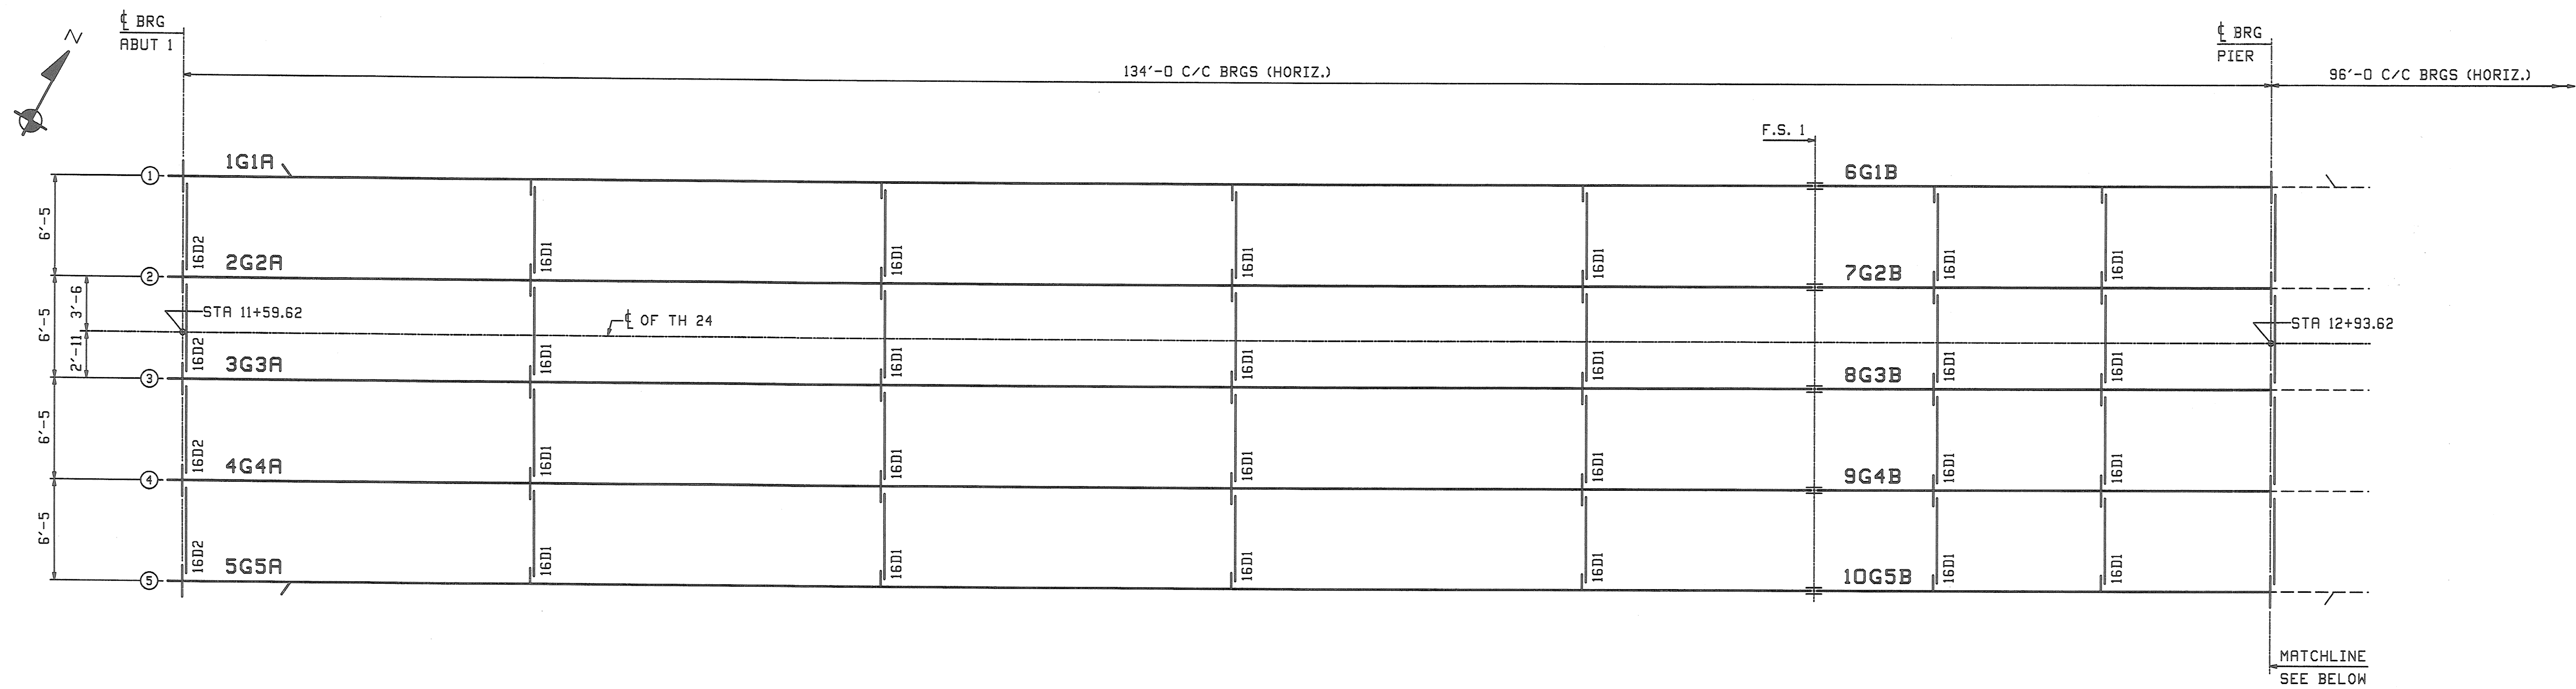 ℄ BRG
ABUT 1
N
℄ BRG
PIER
134'-0 C/C BRGS (HORIZ.)
96'-0 C/C BRGS (HORIZ.)
F.S. 1
1
1G1A
6G1B
6'-5
16D2
16D1
16D1
16D1
16D1
16D1
16D1
2
2G2A
7G2B
3'-6
STA 11+59.62
℄ OF TH 24
STA 12+93.62
6'-5
2'-11
16D2
16D1
16D1
16D1
16D1
16D1
16D1
3
3G3A
8G3B
6'-5
16D2
16D1
16D1
16D1
16D1
16D1
16D1
4
4G4A
9G4B
6'-5
16D2
16D1
16D1
16D1
16D1
16D1
16D1
5
5G5A
10G5B
MATCHLINE
SEE BELOW